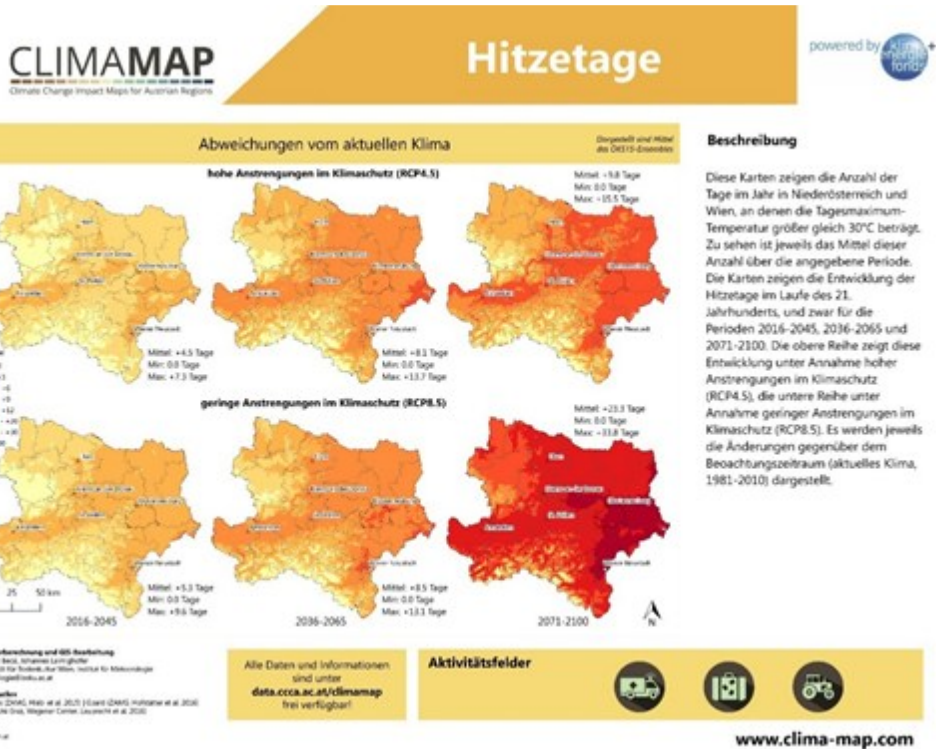 CLIMAMAP
Climate Change Impact Maps for Austrian Regions
Hitzetage
powered by
klima
energie
fonds
Abweichungen vom aktuellen Klima
Dargestellt sind Mittel
des ÖKS15-Ensembles
hohe Anstrengungen im Klimaschutz (RCP4.5)
Mittel: +4.5 Tage
Min: 0.0 Tage
Max: +7.3 Tage
Mittel: +8.1 Tage
Min: 0.0 Tage
Max: +13.7 Tage
Mittel: +9.8 Tage
Min: 0.0 Tage
Max: +15.5 Tage
geringe Anstrengungen im Klimaschutz (RCP8.5)
Mittel: +5.3 Tage
Min: 0.0 Tage
Max: +9.6 Tage
Mittel: +8.5 Tage
Min: 0.0 Tage
Max: +13.1 Tage
Mittel: +23.3 Tage
Min: 0.0 Tage
Max: +33.8 Tage
25 50 km
2016-2045
2036-2065
2071-2100
N
Beschreibung
Diese Karten zeigen die Anzahl der
Tage im Jahr in Niederösterreich und
Wien, an denen die Tagesmaximum-
Temperatur größer gleich 30°C beträgt.
Zu sehen ist jeweils das Mittel dieser
Anzahl über die angegebene Periode.
Die Karten zeigen die Entwicklung der
Hitzetage im Laufe des 21.
Jahrhunderts, und zwar für die
Perioden 2016-2045, 2036-2065 und
2071-2100. Die obere Reihe zeigt diese
Entwicklung unter Annahme hoher
Anstrengungen im Klimaschutz
(RCP4.5), die untere Reihe unter
Annahme geringer Anstrengungen im
Klimaschutz (RCP8.5). Es werden jeweils
die Änderungen gegenüber dem
Beoachtungszeitraum (aktuelles Klima,
1981-2010) dargestellt.
Alle Daten und Informationen
sind unter
data.ccca.ac.at/climamap
frei verfügbar!
Aktivitätsfelder
www.clima-map.com